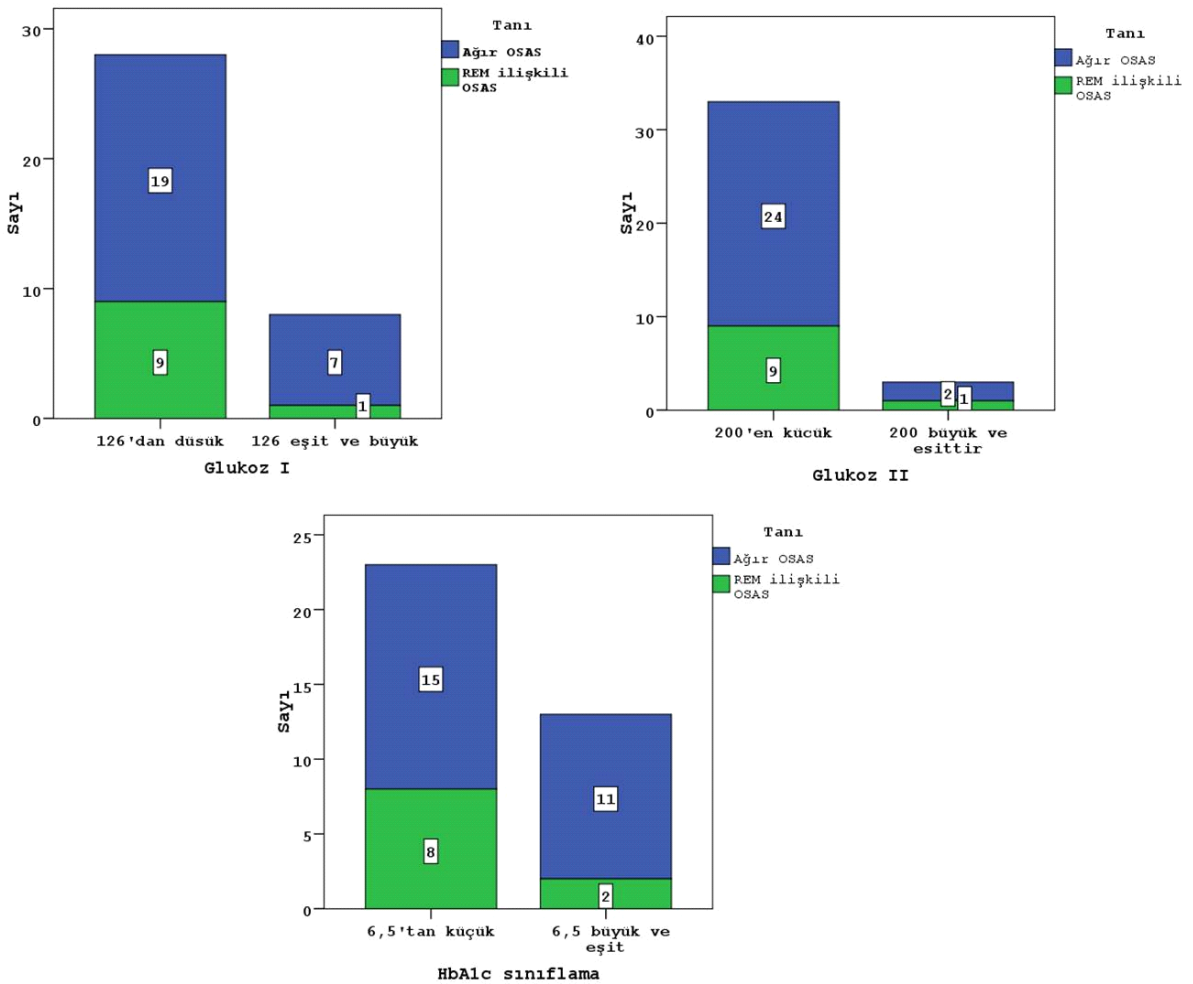 Tanı
Ağır OSAS
REM ilişkili
OSAS
Sayı
30
20
10
0
19
9
7
1
126'dan düsük
126 eşit ve büyük
Glukoz I
Tanı
Ağır OSAS
REM ilişkili
OSAS
Sayı
40
30
20
10
0
24
9
2
1
200'en kücük
200 büyük ve
esittir
Glukoz II
Tanı
Ağır OSAS
REM ilişkili
OSAS
Sayı
25
20
15
10
5
0
15
8
11
2
6,5'tan küçük
6,5 büyük ve
eşit
HbA1c sınıflama